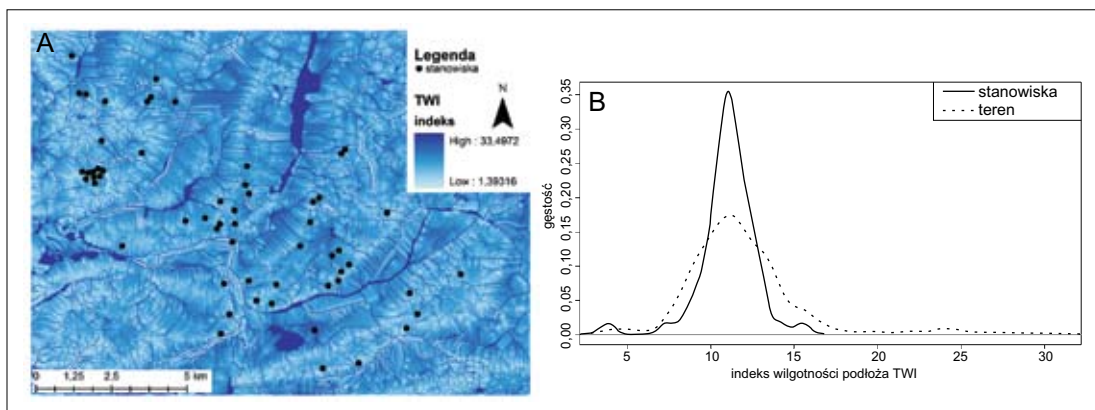 A
Legenda
stanowiska
TWI
indeks
N
High : 33,4972
Low : 1,39316
0 1,25 2,5 5 km
B
stanowiska
teren
gęstość
0,35
0,30
0,25
0,20
0,15
0,10
0,05
0,00
5 10 15 20 25 30
indeks wilgotności podłoża TWI